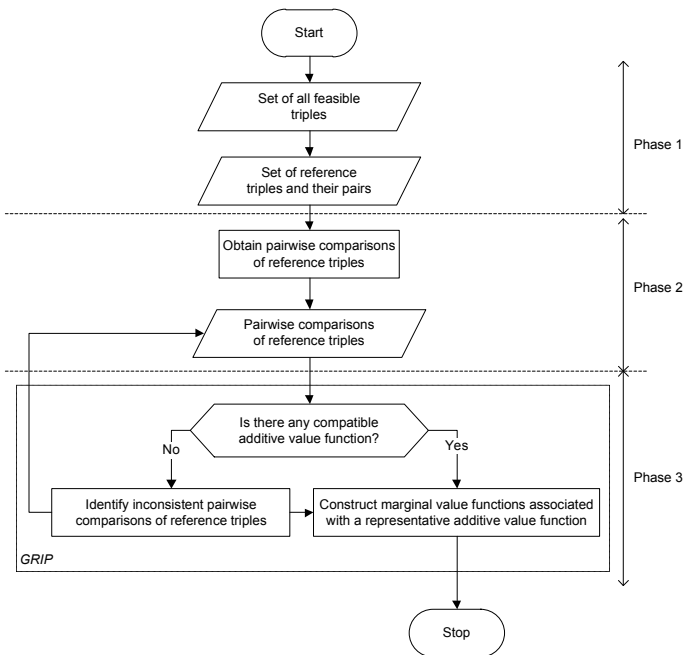 Start
Set of all feasible
triples
Phase 1
Set of reference
triples and their pairs
Obtain pairwise comparisons
of reference triples
Phase 2
Pairwise comparisons
of reference triples
Is there any compatible
additive value function?
No
Yes
Phase 3
Identify inconsistent pairwise
comparisons of reference triples
Construct marginal value functions associated
with a representative additive value function
GRIP
Stop